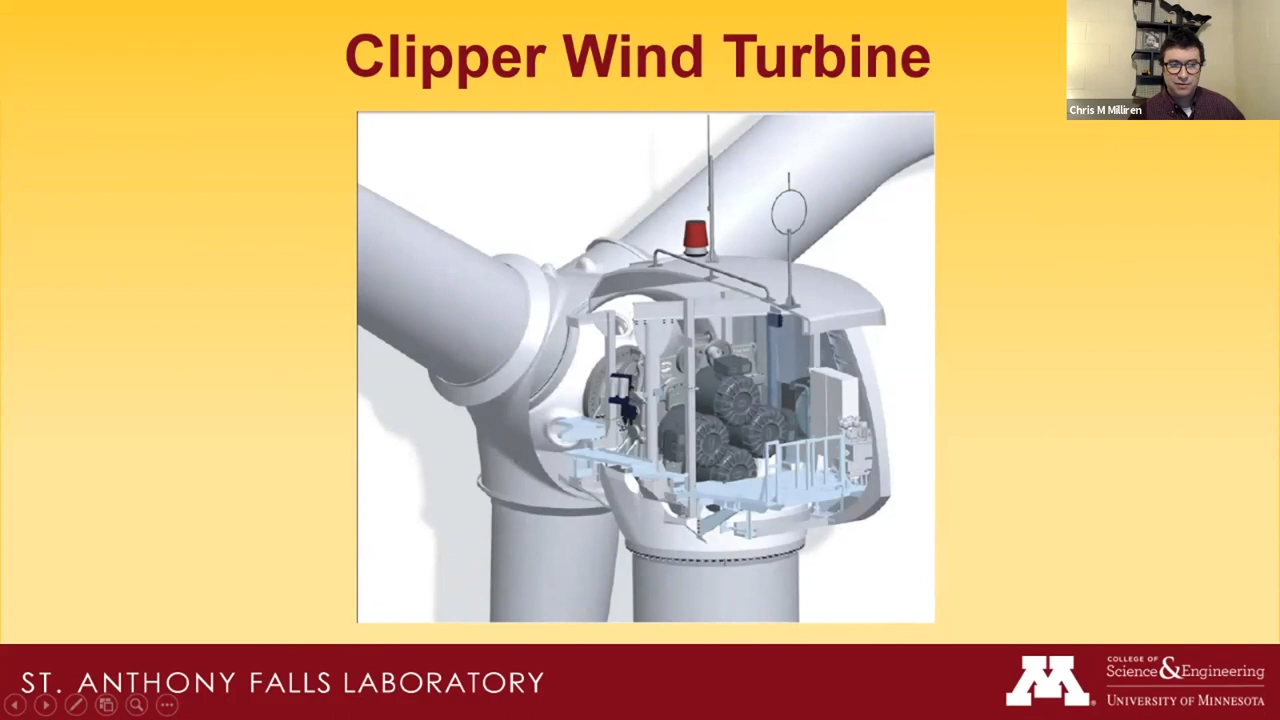 Clipper Wind Turbine
Chris M Milliren
ST. ANTHONY FALLS LABORATORY
M
COLLEGE OF
Science & Engineering
UNIVERSITY OF MINNESOTA